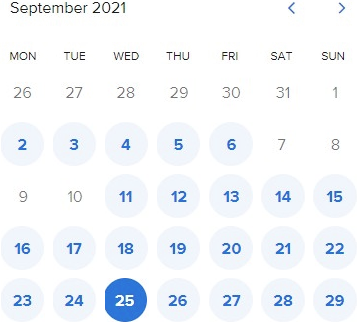 September 2021
MON TUE WED THU FRI SAT SUN
26 27 28 29 30 31 1
2 3 4 5 6 7 8
9 10 11 12 13 14 15
16 17 18 19 20 21 22
23 24 25 26 27 28 29